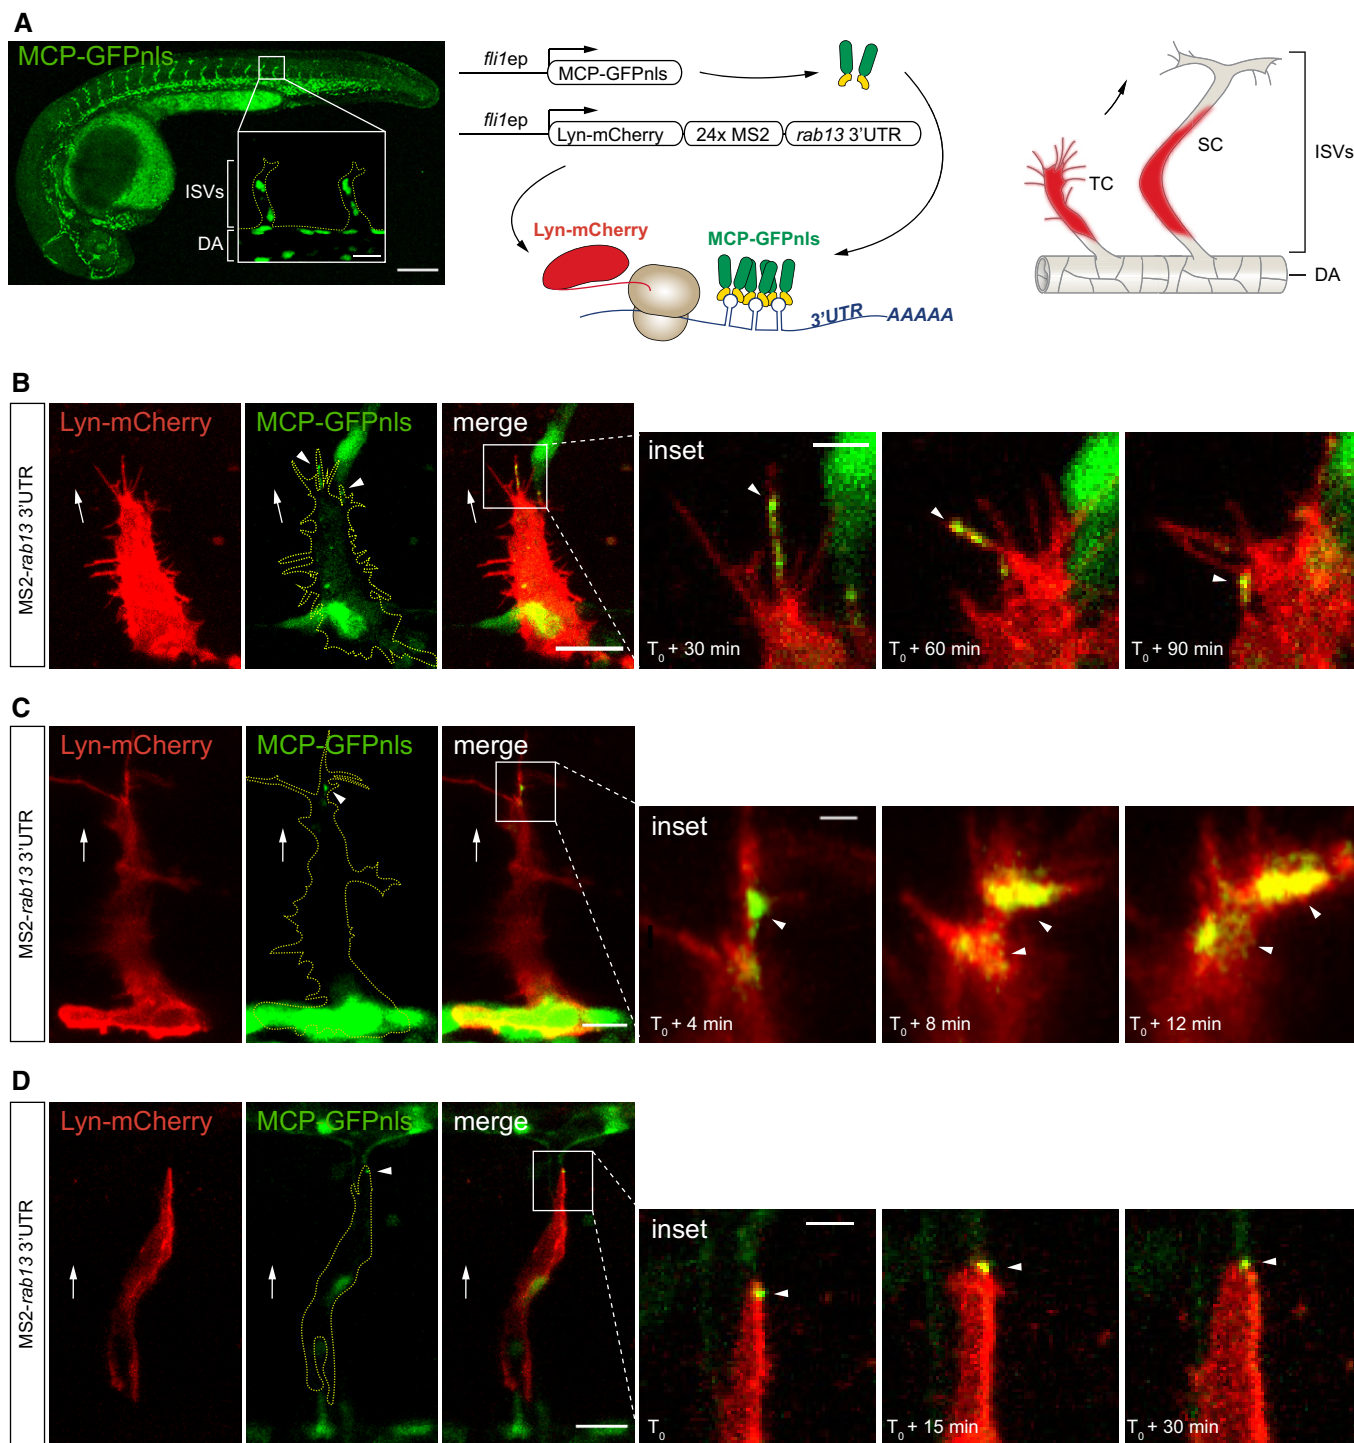 A
MCP-GFPnls
ISVs
DA
fli1ep
MCP-GFPnls
fli1ep
Lyn-mCherry
24x MS2
rab13 3'UTR
Lyn-mCherry
MCP-GFPnls
3'UTR
AAAAA
TC
SC
ISVs
DA
B
MS2-rab13 3'UTR
Lyn-mCherry
MCP-GFPnls
merge
inset
T0 + 30 min
T0 + 60 min
T0 + 90 min
C
MS2-rab13 3'UTR
Lyn-mCherry
MCP-GFPnls
merge
inset
T0 + 4 min
T0 + 8 min
T0 + 12 min
D
MS2-rab13 3'UTR
Lyn-mCherry
MCP-GFPnls
merge
inset
T0
T0 + 15 min
T0 + 30 min